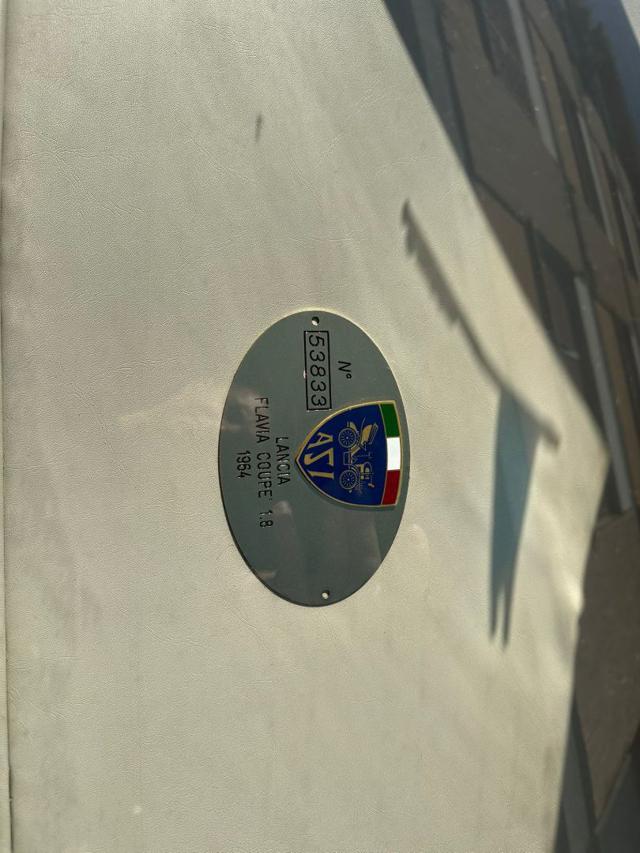 N°
53833
ASI
LANCIA
FLAVIA COUPE' 1.8
1964